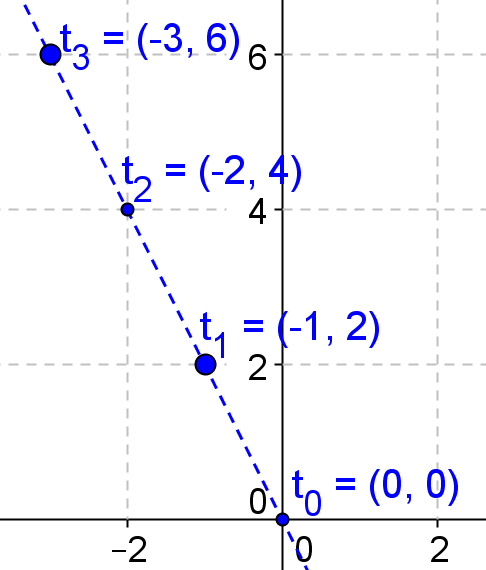 t₃ = (-3, 6)
6
t₂ = (-2, 4)
4
t₁ = (-1, 2)
2
t₀ = (0, 0)
0
−2
0
2